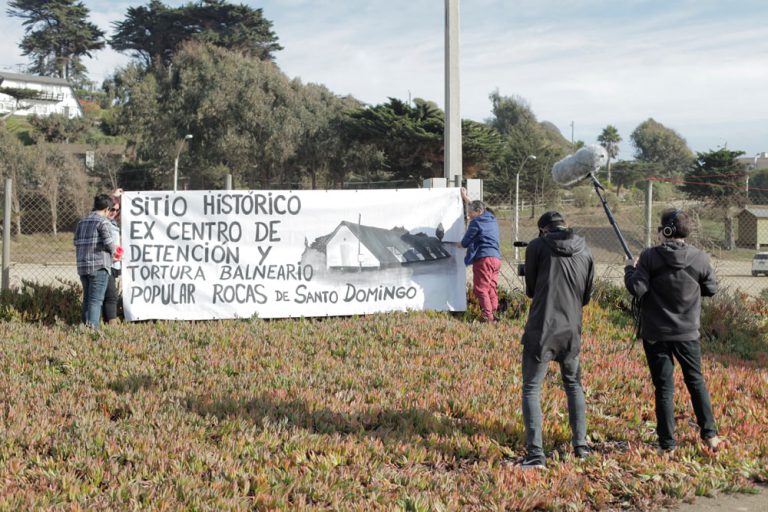 SITIO HISTÓRICO
EX CENTRO DE
DETENCIÓN Y
TORTURA BALNEARIO
POPULAR ROCAS DE SANTO DOMINGO